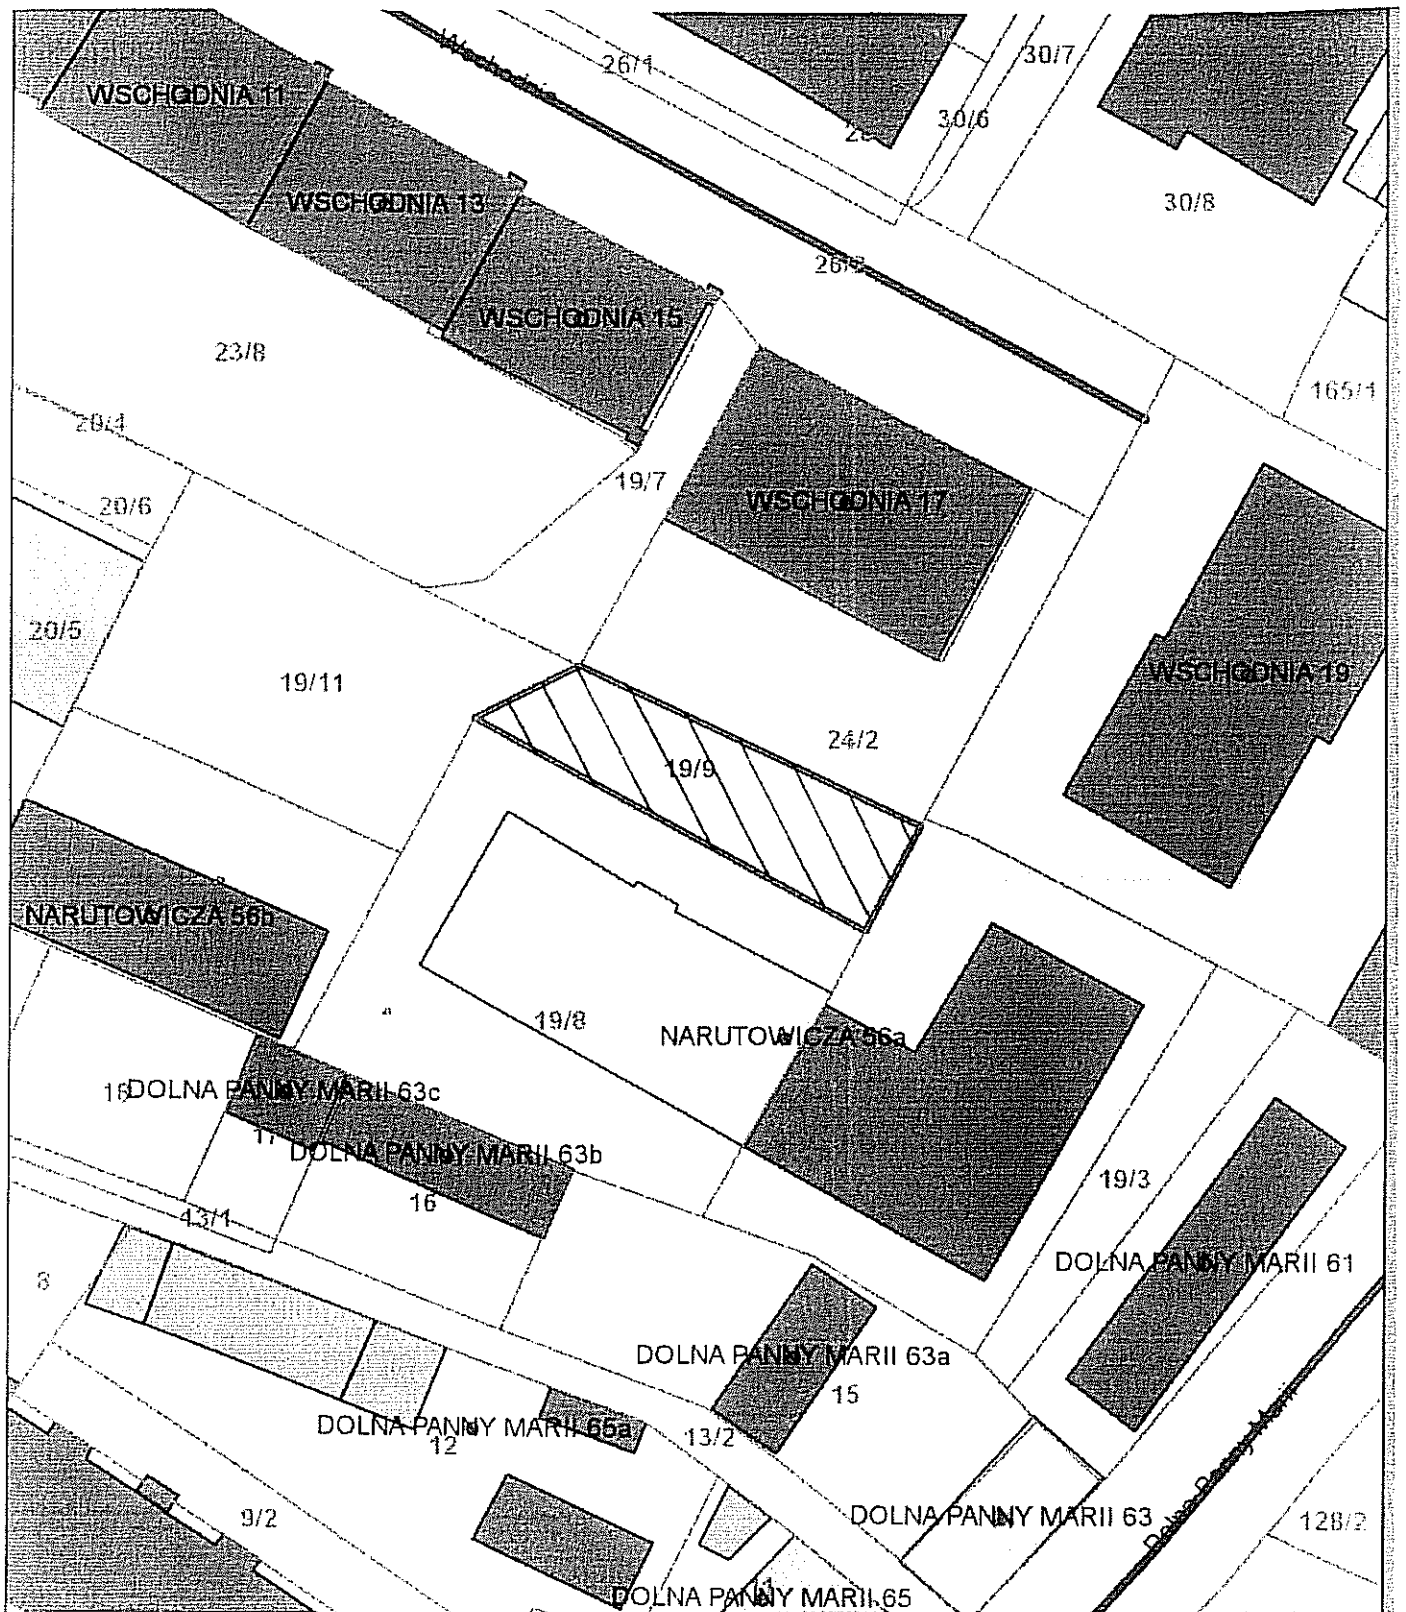 Wschodnia
26/1
30/7
WSCHODNIA 11
30/6
WSCHODNIA 13
30/8
WSCHODNIA 15
23/8
165/1
20/4
19/7
WSCHODNIA 17
20/6
20/5
19/11
WSCHODNIA 19
24/2
19/9
NARUTOWICZA 56b
19/8
NARUTOWICZA 56a
DOLNA PANNY MARII 63c
17
DOLNA PANNY MARII 63b
16
19/3
43/1
DOLNA PANNY MARII 61
8
DOLNA PANNY MARII 63a
15
DOLNA PANNY MARII 65a
12
13/2
Dolna Panny Marii
9/2
DOLNA PANNY MARII 63
128/2
DOLNA PANNY MARII 65